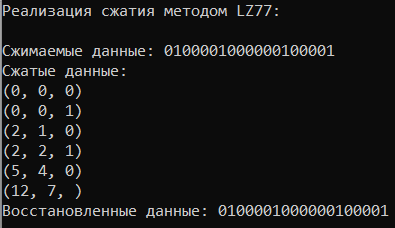 Реализация сжатия методом LZ77:
Сжимаемые данные: 0100001000000100001
Сжатые данные:
(0, 0, 0)
(0, 0, 1)
(2, 1, 0)
(2, 2, 1)
(5, 4, 0)
(12, 7, )
Восстановленные данные: 0100001000000100001